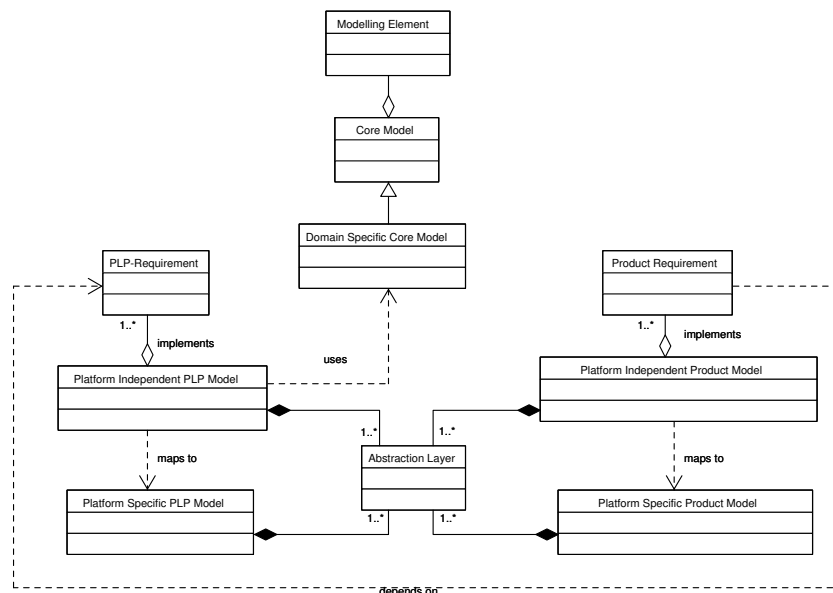 Modelling Element
Core Model
Domain Specific Core Model
PLP-Requirement
Product Requirement
1..*
implements
1..*
implements
uses
Platform Independent PLP Model
Platform Independent Product Model
1..*
1..*
maps to
Abstraction Layer
maps to
Platform Specific PLP Model
Platform Specific Product Model
1..*
1..*
depends on